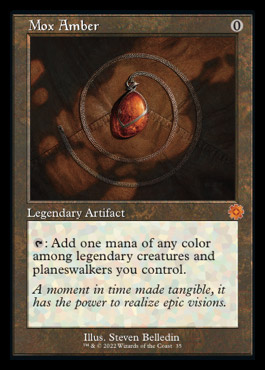 Mox Amber 0
Legendary Artifact
: Add one mana of any color
among legendary creatures and
planeswalkers you control.
A moment in time made tangible, it
has the power to realize epic visions.
Illus. Steven Belledin
™ & © 2022 Wizards of the Coast 35